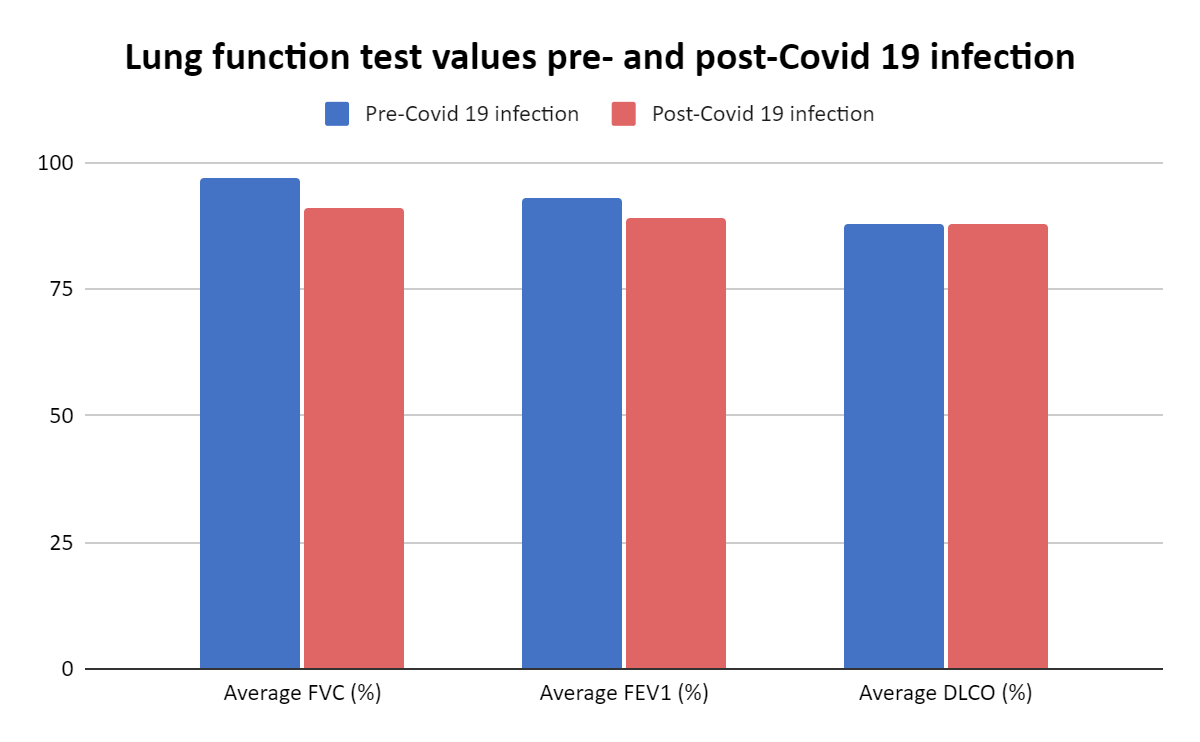 Lung function test values pre- and post-Covid 19 infection
Pre-Covid 19 infection
Post-Covid 19 infection
100
75
50
25
0
Average FVC (%)
Average FEV1 (%)
Average DLCO (%)